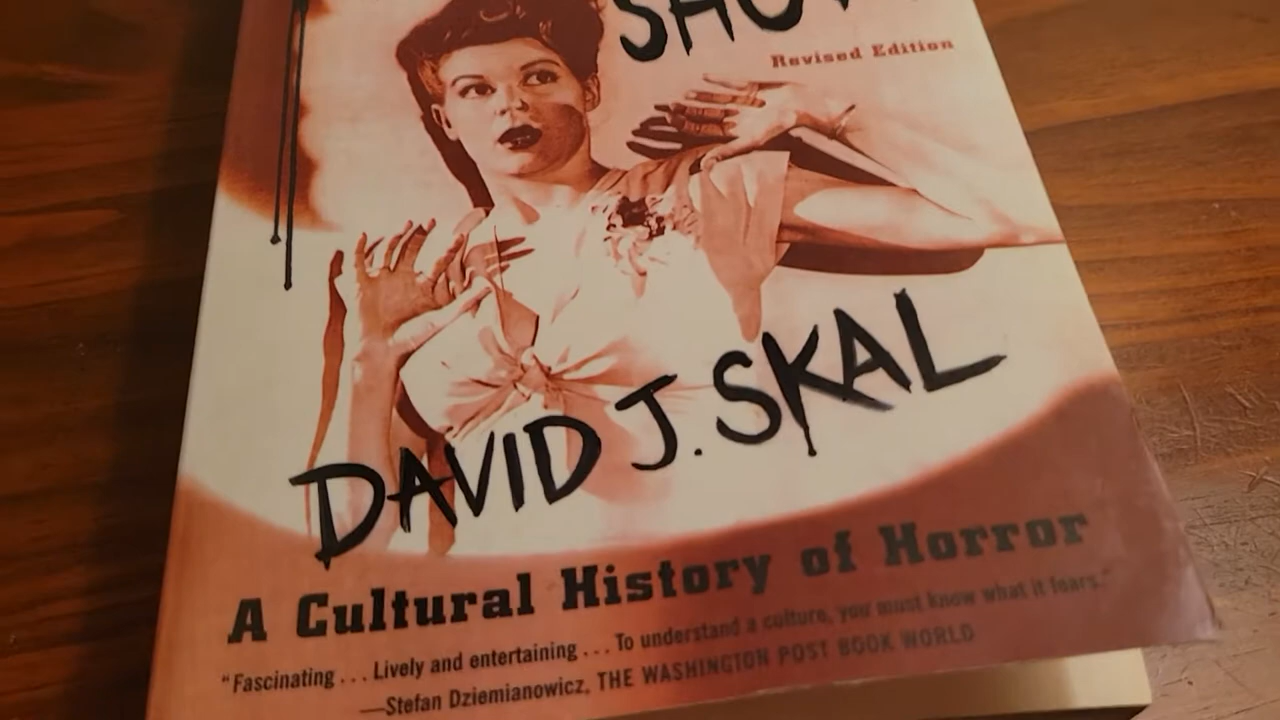 Revised Edition
DAVID J. SKAL
A Cultural History of Horror
“Fascinating . . . Lively and entertaining . . . To understand a culture, you must know what it fears.”
—Stefan Dziemianowicz, THE WASHINGTON POST BOOK WORLD